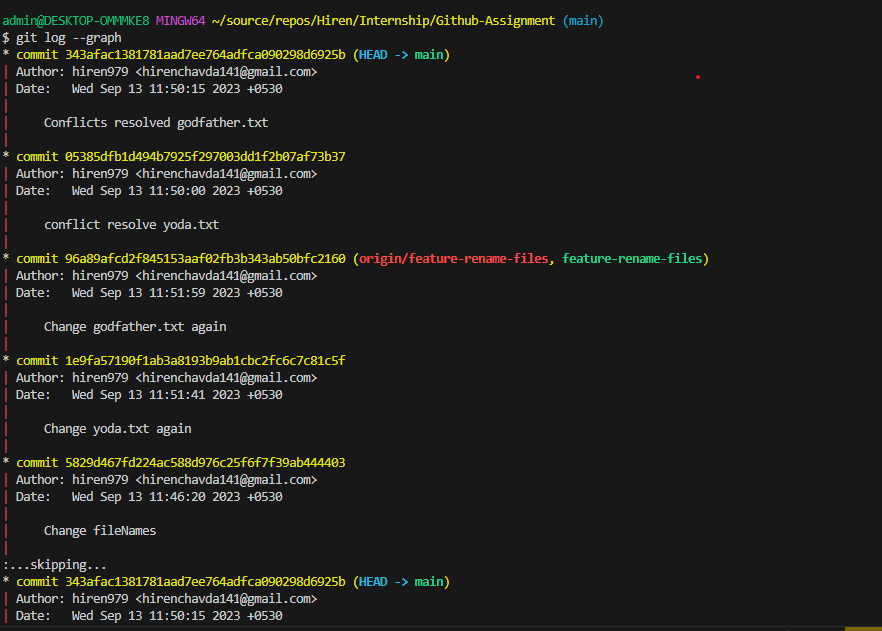 admin@DESKTOP-OMMMKE8 MINGW64 ~/source/repos/Hiren/Internship/Github-Assignment (main)
$ git log --graph
* commit 343afac1381781aad7ee764adfca090298d6925b (HEAD -> main)
| Author: hiren979 <hirenchavda141@gmail.com>
| Date:   Wed Sep 13 11:50:15 2023 +0530
|
|     Conflicts resolved godfather.txt
|
* commit 05385dfb1d494b7925f297003dd1f2b07af73b37
| Author: hiren979 <hirenchavda141@gmail.com>
| Date:   Wed Sep 13 11:50:00 2023 +0530
|
|     conflict resolve yoda.txt
|
* commit 96a89afcd2f845153aaf02fb3b343ab50bfc2160 (origin/feature-rename-files, feature-rename-files)
| Author: hiren979 <hirenchavda141@gmail.com>
| Date:   Wed Sep 13 11:51:59 2023 +0530
|
|     Change godfather.txt again
|
* commit 1e9fa57190f1ab3a8193b9ab1cbc2fc6c7c81c5f
| Author: hiren979 <hirenchavda141@gmail.com>
| Date:   Wed Sep 13 11:51:41 2023 +0530
|
|     Change yoda.txt again
|
* commit 5829d467fd224ac588d976c25f6f7f39ab444403
| Author: hiren979 <hirenchavda141@gmail.com>
| Date:   Wed Sep 13 11:46:20 2023 +0530
|
|     Change fileNames
|
:...skipping...
* commit 343afac1381781aad7ee764adfca090298d6925b (HEAD -> main)
| Author: hiren979 <hirenchavda141@gmail.com>
| Date:   Wed Sep 13 11:50:15 2023 +0530